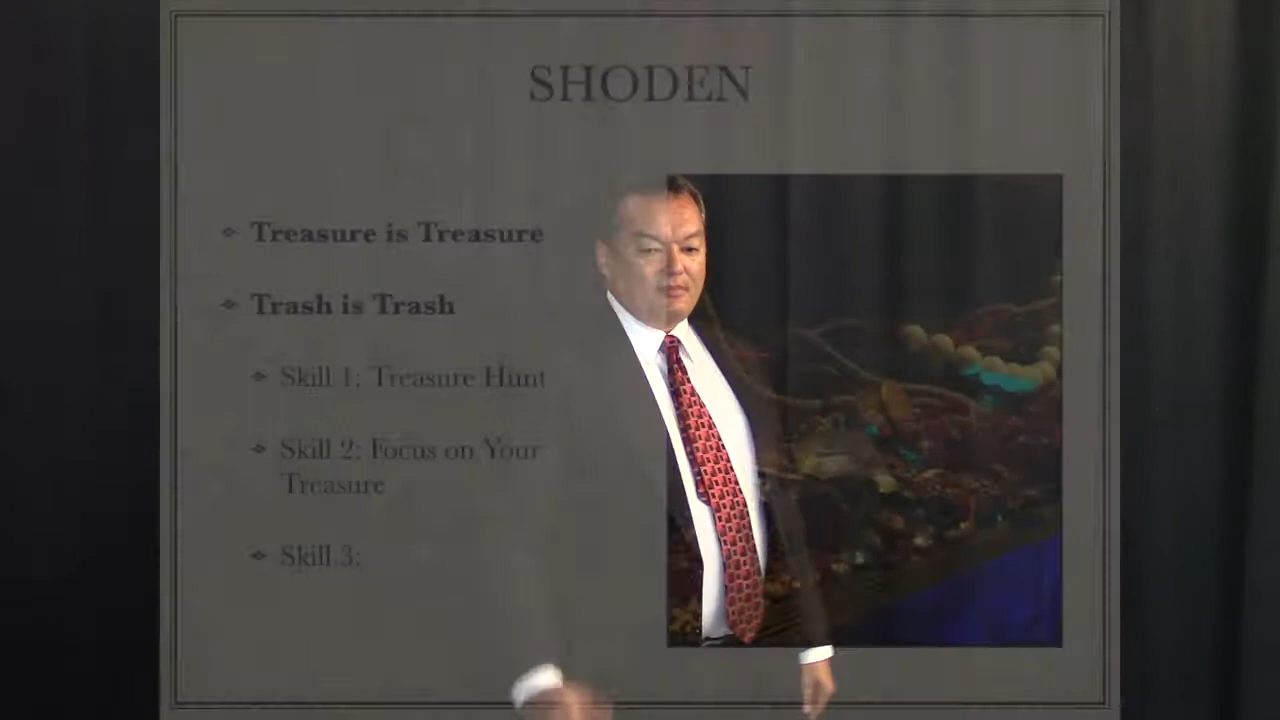 SHODEN
Treasure is Treasure
Trash is Trash
Skill 1: Treasure Hunt
Skill 2: Focus on Your
Treasure
Skill 3: